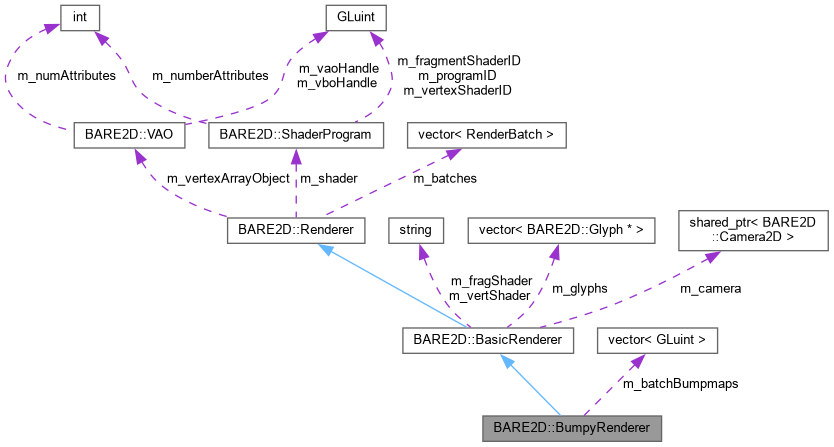 int
GLuint
m_numAttributes
m_numberAttributes
m_vaoHandle
m_vboHandle
m_fragmentShaderID
m_programID
m_vertexShaderID
BARE2D::VAO
BARE2D::ShaderProgram
vector< RenderBatch >
m_vertexArrayObject
m_shader
m_batches
BARE2D::Renderer
string
vector< BARE2D::Glyph * >
shared_ptr< BARE2D
::Camera2D >
m_fragShader
m_vertShader
m_glyphs
m_camera
BARE2D::BasicRenderer
vector< GLuint >
m_batchBumpmaps
BARE2D::BumpyRenderer